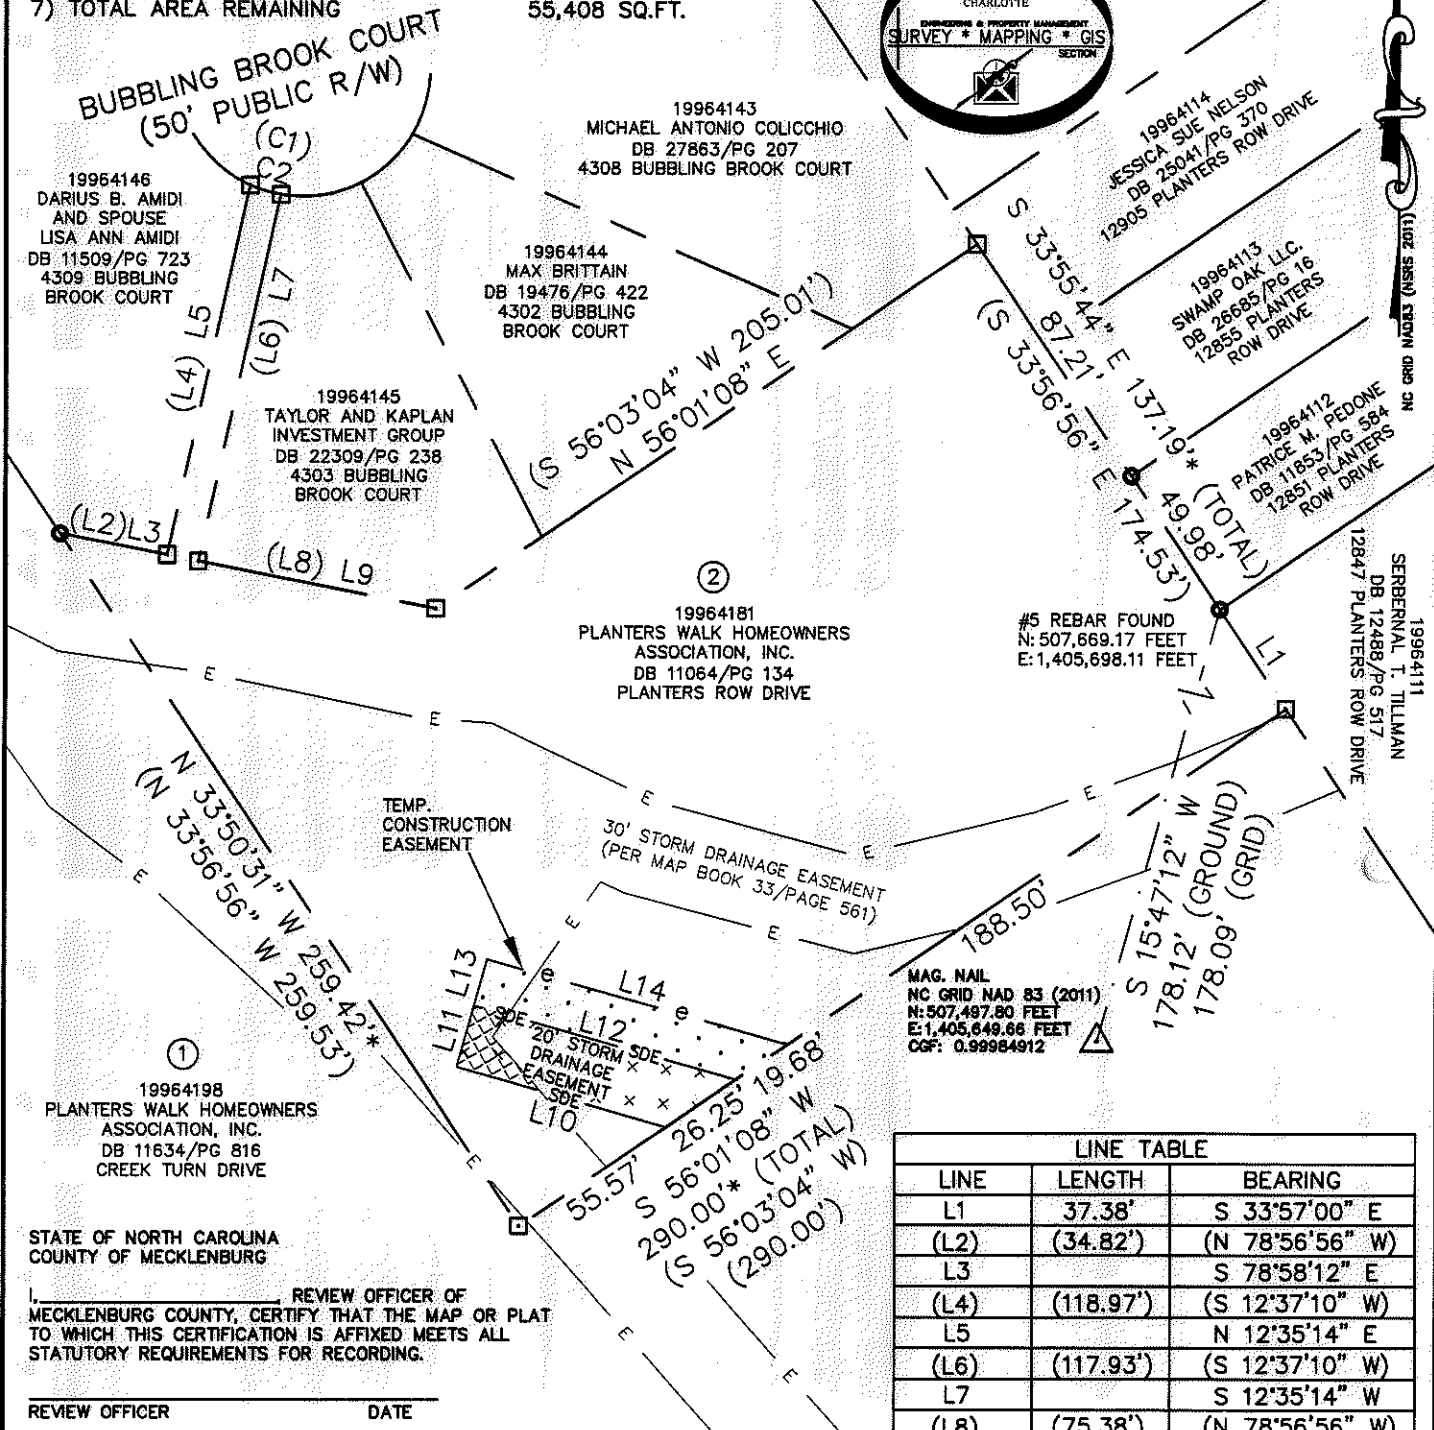 7) TOTAL AREA REMAINING 55,408 SQ.FT.
CHARLOTTE
ENGINEERING & PROPERTY MANAGEMENT
SURVEY * MAPPING * GIS
SECTION
BUBBLING BROOK COURT
(50' PUBLIC R/W)
(C1)
C2
19964146
DARIUS B. AMIDI
AND SPOUSE
LISA ANN AMIDI
DB 11509/PG 723
4309 BUBBLING
BROOK COURT
19964143
MICHAEL ANTONIO COLICCHIO
DB 27863/PG 207
4308 BUBBLING BROOK COURT
19964144
MAX BRITTAIN
DB 19476/PG 422
4302 BUBBLING
BROOK COURT
19964114
JESSICA SUE NELSON
DB 25041/PG 370
12905 PLANTERS ROW DRIVE
19964113
SWAMP OAK LLC.
DB 26685/PG 16
12855 PLANTERS
ROW DRIVE
NC GRID NAD83 (NSRS 2011)
19964112
PATRICE M. PEDONE
DB 11853/PG 584
12851 PLANTERS
ROW DRIVE
19964111
SERBERNAL T. TILLMAN
DB 12488/PG 517
12847 PLANTERS ROW DRIVE
(L4) L5
(L6) L7
19964145
TAYLOR AND KAPLAN
INVESTMENT GROUP
DB 22309/PG 238
4303 BUBBLING
BROOK COURT
(S 56°03'04" W 205.01')
N 56°01'08" E
S 33°55'44" E 137.19'* (TOTAL)
87.21'
49.98'
(S 33°56'56" E 174.53')
(L2) L3
(L8) L9
2
19964181
PLANTERS WALK HOMEOWNERS
ASSOCIATION, INC.
DB 11064/PG 134
PLANTERS ROW DRIVE
#5 REBAR FOUND
N: 507,669.17 FEET
E: 1,405,698.11 FEET
L1
E
E
E
E
E
N 33°50'31" W 259.42'*
(N 33°56'56" W 259.53')
TEMP.
CONSTRUCTION
EASEMENT
30' STORM DRAINAGE EASEMENT
(PER MAP BOOK 33/PAGE 561)
E
E
E
188.50'
S 15°47'12" W
178.12' (GROUND)
178.09' (GRID)
MAG. NAIL
NC GRID NAD 83 (2011)
N: 507,497.80 FEET
E: 1,405,649.66 FEET
CGF: 0.99984912
L11 L13
e
L14
e
SDE
L12
SDE
20' STORM
DRAINAGE
EASEMENT
SDE
L10
55.57' 26.25' 19.68'
S 56°01'08" W
290.00'* (TOTAL)
(S 56°03'04" W)
(290.00')
1
19964198
PLANTERS WALK HOMEOWNERS
ASSOCIATION, INC.
DB 11634/PG 816
CREEK TURN DRIVE
E
E
E
STATE OF NORTH CAROLINA
COUNTY OF MECKLENBURG
I, REVIEW OFFICER OF
MECKLENBURG COUNTY, CERTIFY THAT THE MAP OR PLAT
TO WHICH THIS CERTIFICATION IS AFFIXED MEETS ALL
STATUTORY REQUIREMENTS FOR RECORDING.
REVIEW OFFICER DATE
LINE TABLE
LINE LENGTH BEARING
L1 37.38' S 33°57'00" E
(L2) (34.82') (N 78°56'56" W)
L3 S 78°58'12" E
(L4) (118.97') (S 12°37'10" W)
L5 N 12°35'14" E
(L6) (117.93') (S 12°37'10" W)
L7 S 12°35'14" W
(L8) (75.38') (N 78°56'56" W)